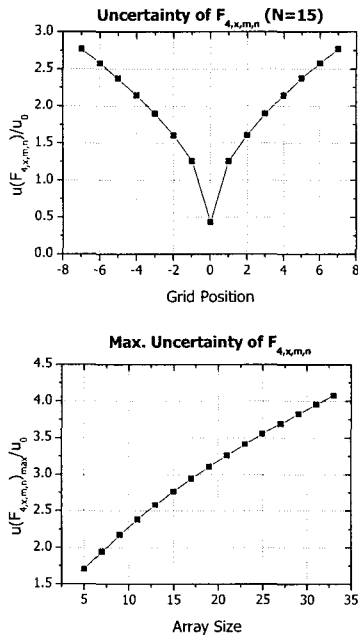 Uncertainty of F4,x,m,n (N=15)
u(F4,x,m,n)/u0
3.0
2.5
2.0
1.5
1.0
0.5
0.0
-8 -6 -4 -2 0 2 4 6 8
Grid Position
Max. Uncertainty of F4,x,m,n
u(F4,x,m,n)max/u0
4.5
4.0
3.5
3.0
2.5
2.0
1.5
5 10 15 20 25 30 35
Array Size